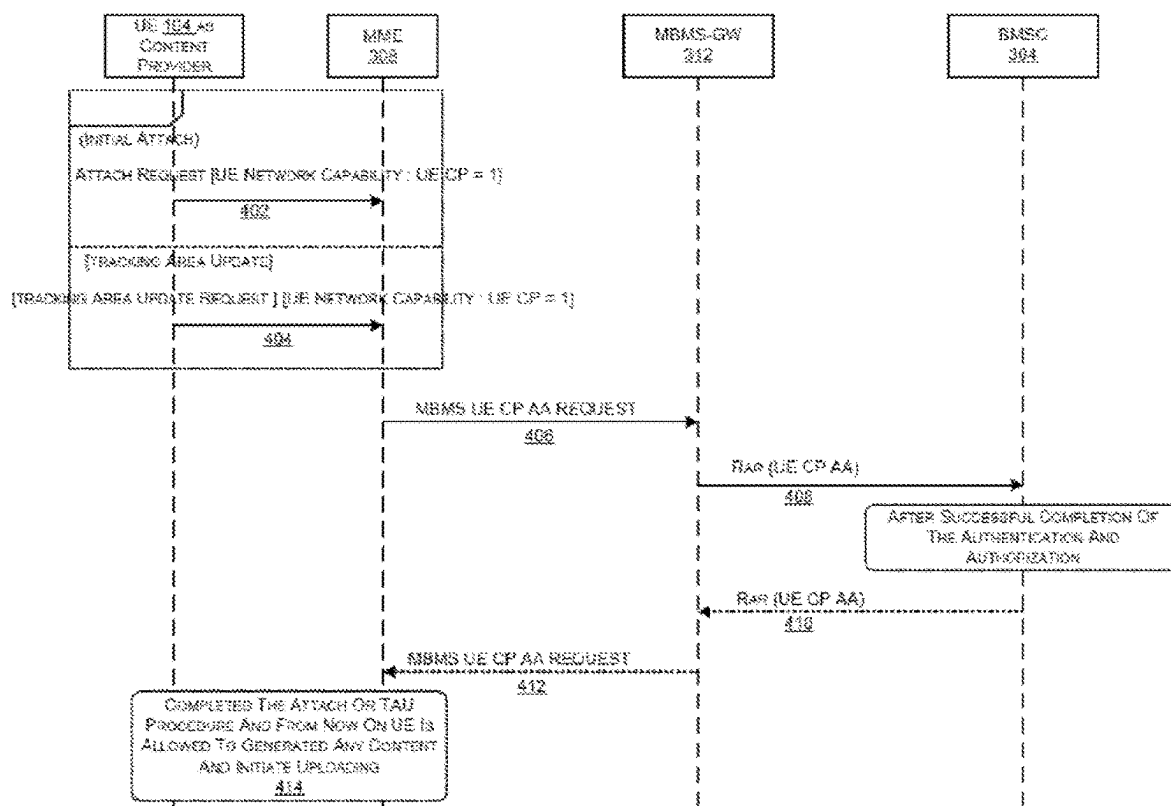 UE 104 AS
CONTENT
PROVIDER
MME
308
MBMS-GW
312
BMSC
304
(INITIAL ATTACH)
ATTACH REQUEST [UE NETWORK CAPABILITY : UE CP = 1]
402
[TRACKING AREA UPDATE]
[TRACKING AREA UPDATE REQUEST ] [UE NETWORK CAPABILITY : UE CP = 1]
404
MBMS UE CP AA REQUEST
406
RAR (UE CP AA)
408
AFTER SUCCESSFUL COMPLETION OF
THE AUTHENTICATION AND
AUTHORIZATION
RAR (UE CP AA)
410
MBMS UE CP AA REQUEST
412
COMPLETED THE ATTACH OR TAU
PROCEDURE AND FROM NOW ON UE IS
ALLOWED TO GENERATED ANY CONTENT
AND INITIATE UPLOADING
414